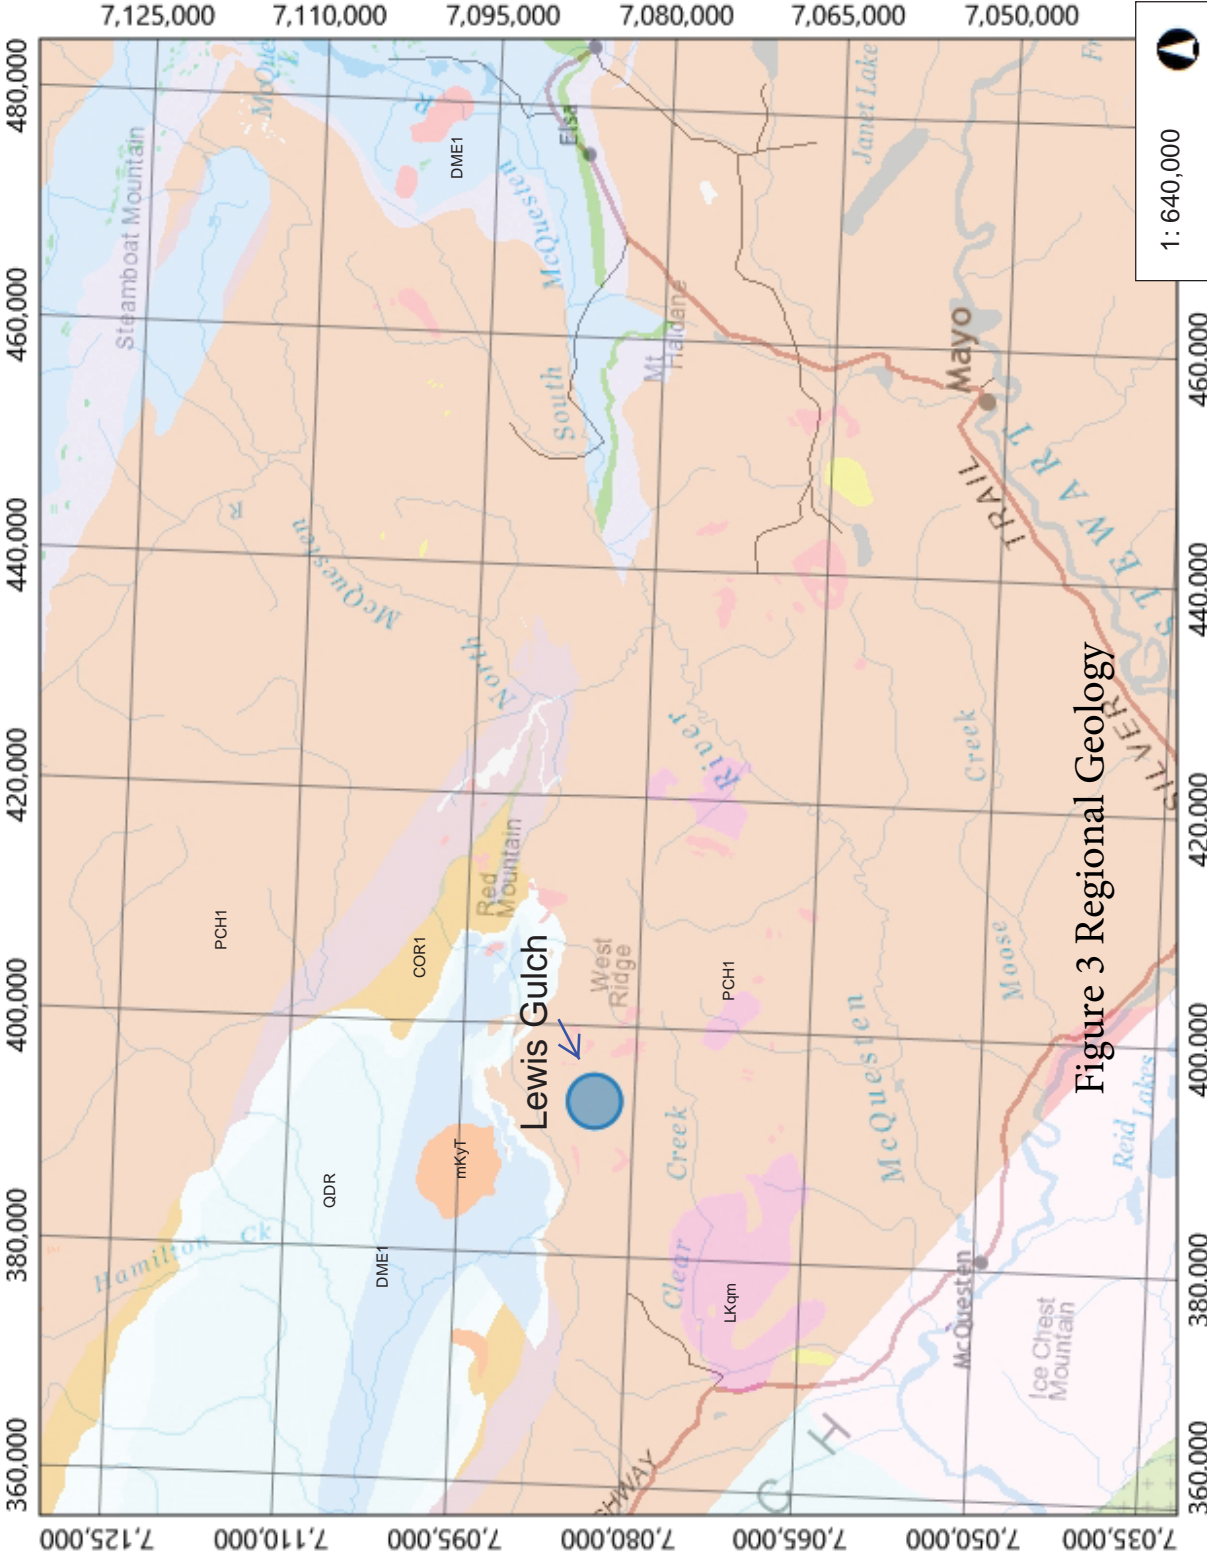 7,125,000
7,110,000
7,095,000
7,080,000
7,065,000
7,050,000
480,000
460,000
440,000
420,000
400,000
380,000
360,000
460,000
440,000
420,000
400,000
380,000
360,000
7,125,000
7,110,000
7,095,000
7,080,000
7,065,000
7,050,000
7,035,000
1: 640,000
Steamboat Mountain
R
DME1
Elsa
McQuesten
South
Mt
Haldane
Janet Lake
Mayo
TRAIL
STEWART
SILVER
R
McQuesten
North
PCH1
COR1
Red
Mountain
River
Creek
Lewis Gulch
West
Ridge
PCH1
Moose
McQuesten
Creek
Clear
Hamilton Ck
QDR
DME1
mKyT
LKqm
McQuesten
Reid Lakes
Ice Chest
Mountain
C
H
Figure 3 Regional Geology